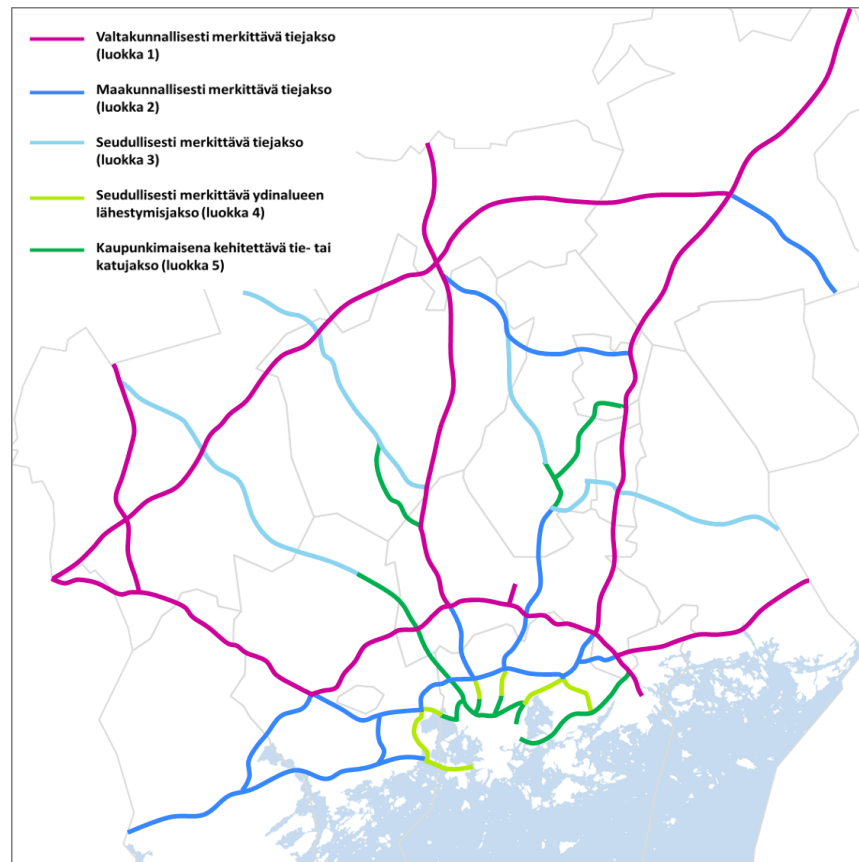 Valtakunnallisesti merkittävä tiejakso
(luokka 1)
Maakunnallisesti merkittävä tiejakso
(luokka 2)
Seudullisesti merkittävä tiejakso
(luokka 3)
Seudullisesti merkittävä ydinalueen
lähestymisjakso (luokka 4)
Kaupunkimaisena kehitettävä tie- tai
katujakso (luokka 5)